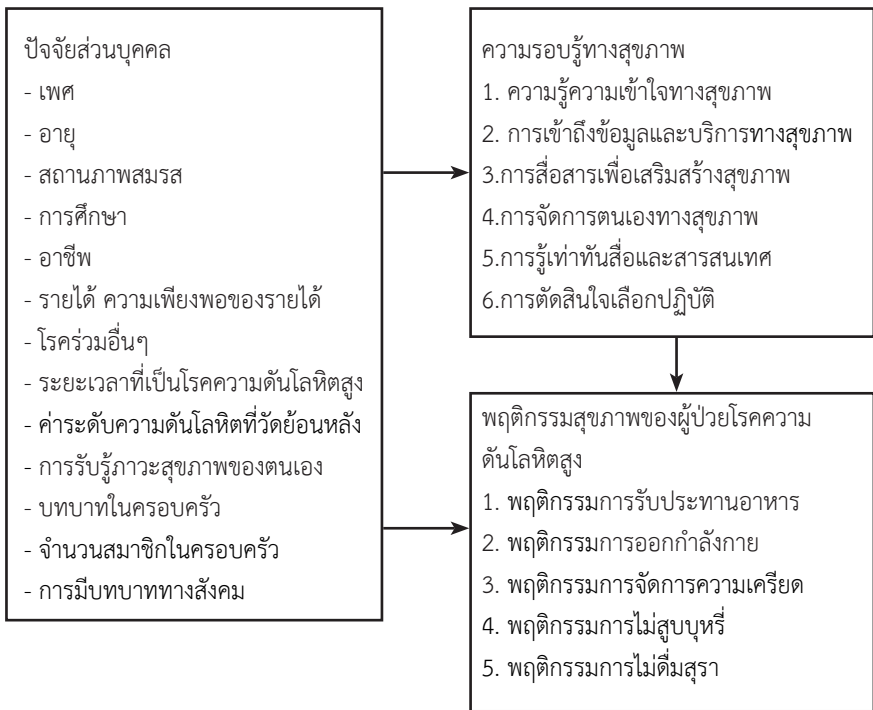 ปัจจัยส่วนบุคคล
- เพศ
- อายุ
- สถานภาพสมรส
- การศึกษา
- อาชีพ
- รายได้ ความเพียงพอของรายได้
- โรคร่วมอื่นๆ
- ระยะเวลาที่เป็นโรคความดันโลหิตสูง
- ค่าระดับความดันโลหิตที่วัดย้อนหลัง
- การรับรู้ภาวะสุขภาพของตนเอง
- บทบาทในครอบครัว
- จำนวนสมาชิกในครอบครัว
- การมีบทบาททางสังคม
ความรอบรู้ทางสุขภาพ
1. ความรู้ความเข้าใจทางสุขภาพ
2. การเข้าถึงข้อมูลและบริการทางสุขภาพ
3.การสื่อสารเพื่อเสริมสร้างสุขภาพ
4.การจัดการตนเองทางสุขภาพ
5.การรู้เท่าทันสื่อและสารสนเทศ
6.การตัดสินใจเลือกปฏิบัติ
พฤติกรรมสุขภาพของผู้ป่วยโรคความ
ดันโลหิตสูง
1. พฤติกรรมการรับประทานอาหาร
2. พฤติกรรมการออกกำลังกาย
3. พฤติกรรมการจัดการความเครียด
4. พฤติกรรมการไม่สูบบุหรี่
5. พฤติกรรมการไม่ดื่มสุรา